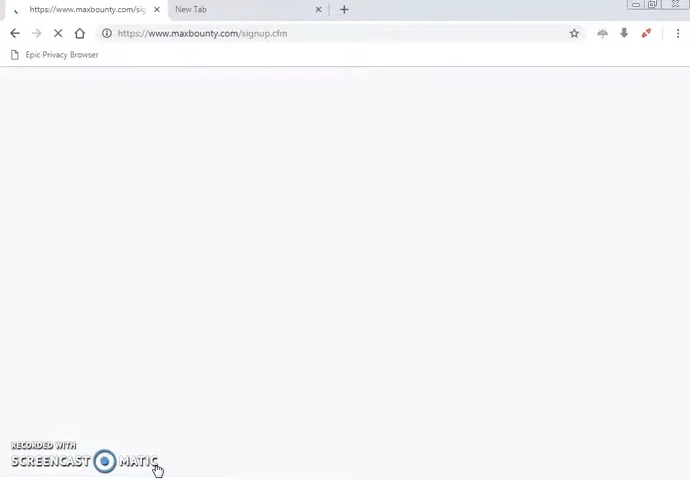 https://www.maxbounty.com/sig
New Tab
https://www.maxbounty.com/signup.cfm
Epic Privacy Browser
RECORDED WITH
SCREENCAST MATIC